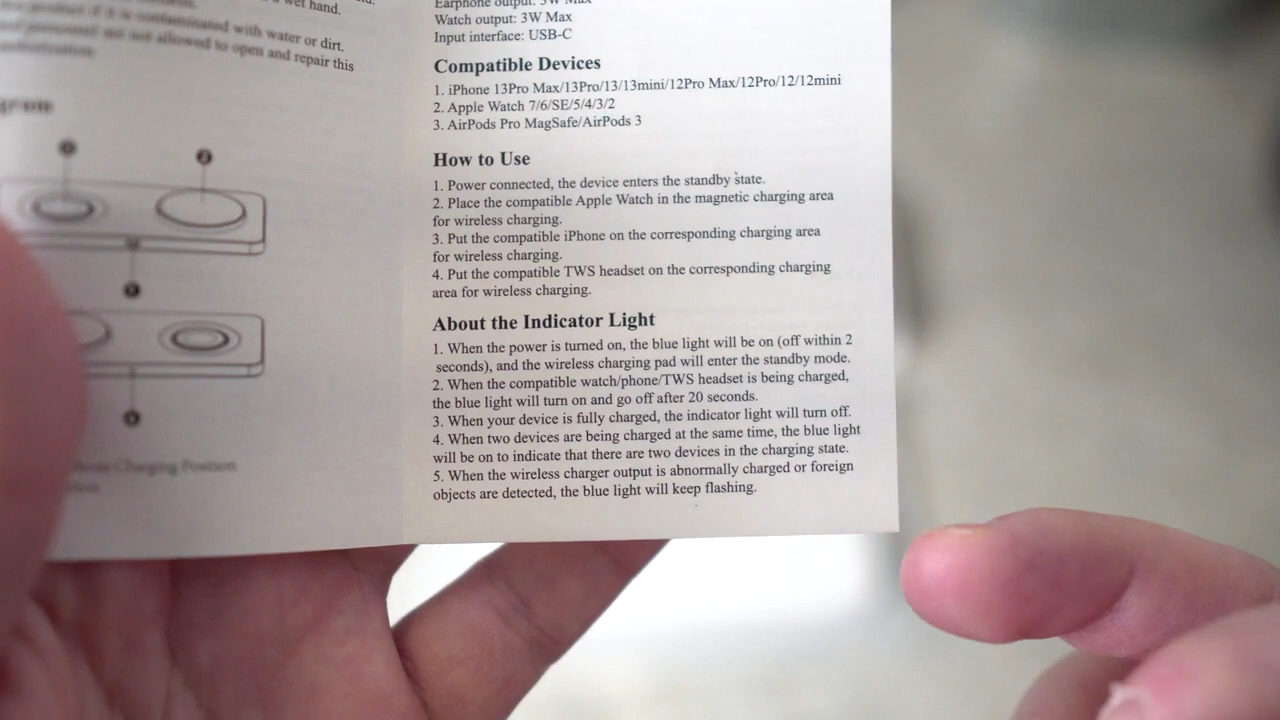 wet hand.
product if it is contaminated with water or dirt.
personnel are not allowed to open and repair this
Earphone output: 3W Max
Watch output: 3W Max
Input interface: USB-C
Compatible Devices
1. iPhone 13Pro Max/13Pro/13/13mini/12Pro Max/12Pro/12/12mini
2. Apple Watch 7/6/SE/5/4/3/2
3. AirPods Pro MagSafe/AirPods 3
How to Use
1. Power connected, the device enters the standby state.
2. Place the compatible Apple Watch in the magnetic charging area
for wireless charging.
3. Put the compatible iPhone on the corresponding charging area
for wireless charging.
4. Put the compatible TWS headset on the corresponding charging
area for wireless charging.
About the Indicator Light
1. When the power is turned on, the blue light will be on (off within 2
seconds), and the wireless charging pad will enter the standby mode.
2. When the compatible watch/phone/TWS headset is being charged,
the blue light will turn on and go off after 20 seconds.
3. When your device is fully charged, the indicator light will turn off.
4. When two devices are being charged at the same time, the blue light
will be on to indicate that there are two devices in the charging state.
5. When the wireless charger output is abnormally charged or foreign
objects are detected, the blue light will keep flashing.
Charging Position